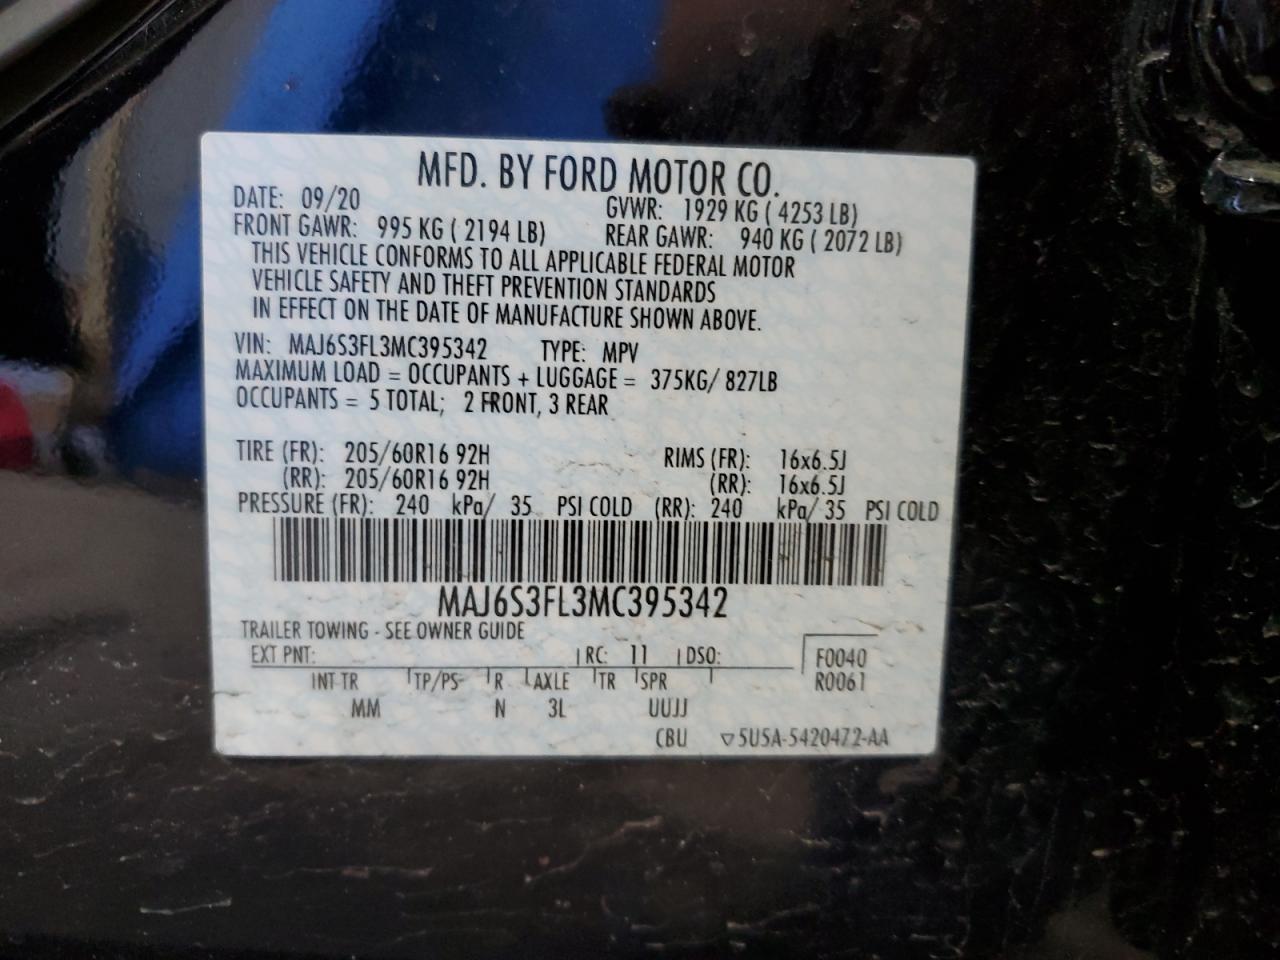 MFD. BY FORD MOTOR CO.
DATE: 09/20 GVWR: 1929 KG ( 4253 LB)
FRONT GAWR: 995 KG ( 2194 LB) REAR GAWR: 940 KG ( 2072 LB)
THIS VEHICLE CONFORMS TO ALL APPLICABLE FEDERAL MOTOR
VEHICLE SAFETY AND THEFT PREVENTION STANDARDS
IN EFFECT ON THE DATE OF MANUFACTURE SHOWN ABOVE.
VIN: MAJ6S3FL3MC395342 TYPE: MPV
MAXIMUM LOAD = OCCUPANTS + LUGGAGE = 375KG/ 827LB
OCCUPANTS = 5 TOTAL; 2 FRONT, 3 REAR
TIRE (FR): 205/60R16 92H RIMS (FR): 16x6.5J
(RR): 205/60R16 92H (RR): 16x6.5J
PRESSURE (FR): 240 kPa/ 35 PSI COLD (RR): 240 kPa/ 35 PSI COLD
MAJ6S3FL3MC395342
TRAILER TOWING - SEE OWNER GUIDE
EXT PNT: RC: 11 DSO: F0040
INT TR TP/PS R AXLE TR SPR R0061
MM N 3L UUJJ
CBU ▽5U5A-5420472-AA